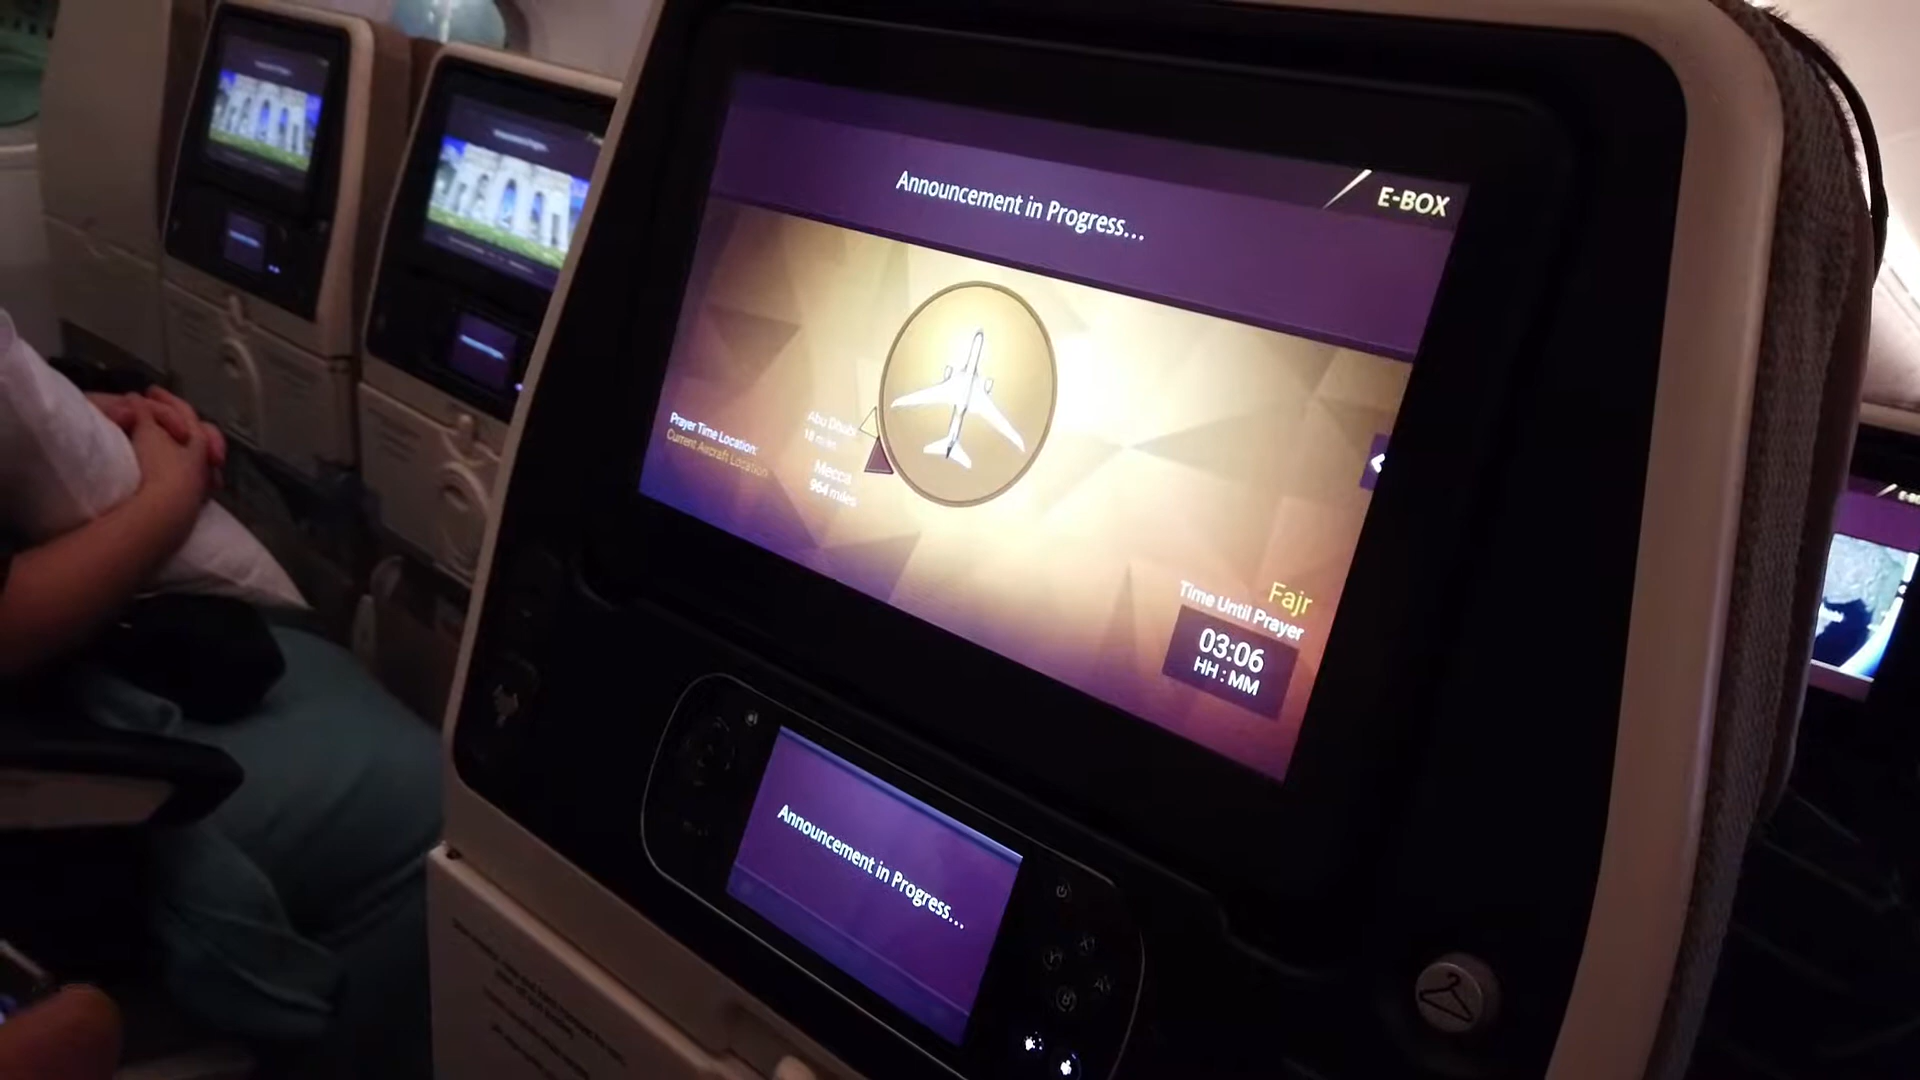 Announcement in Progress...
E-BOX
Abu Dhabi
18 miles
Prayer Time Location:
Current Aircraft Location
Mecca
964 miles
Fajr
Time Until Prayer
03:06
HH : MM
Announcement in Progress...